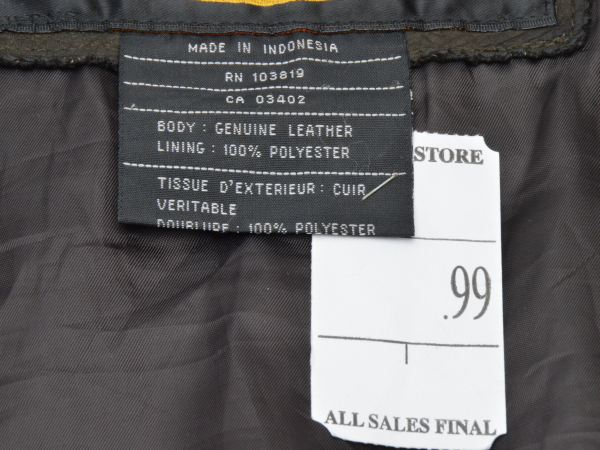 MADE IN INDONESIA
RN 103819
CA 03402
BODY : GENUINE LEATHER
LINING : 100% POLYESTER
TISSUE D'EXTERIEUR : CUIR
VERITABLE
DOUBLURE : 100% POLYESTER
STORE
.99
ALL SALES FINAL